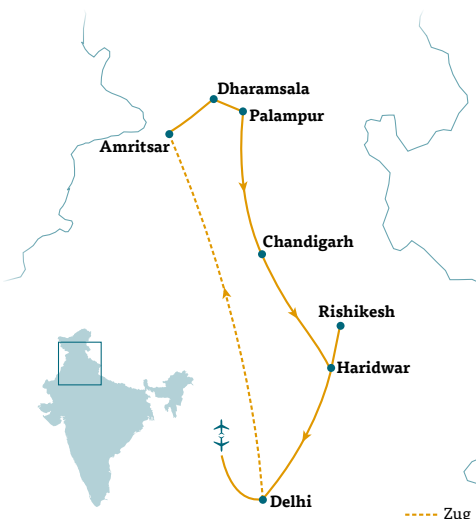 Dharamsala
Palampur
Amritsar
Chandigarh
Rishikesh
Haridwar
Delhi
Zug